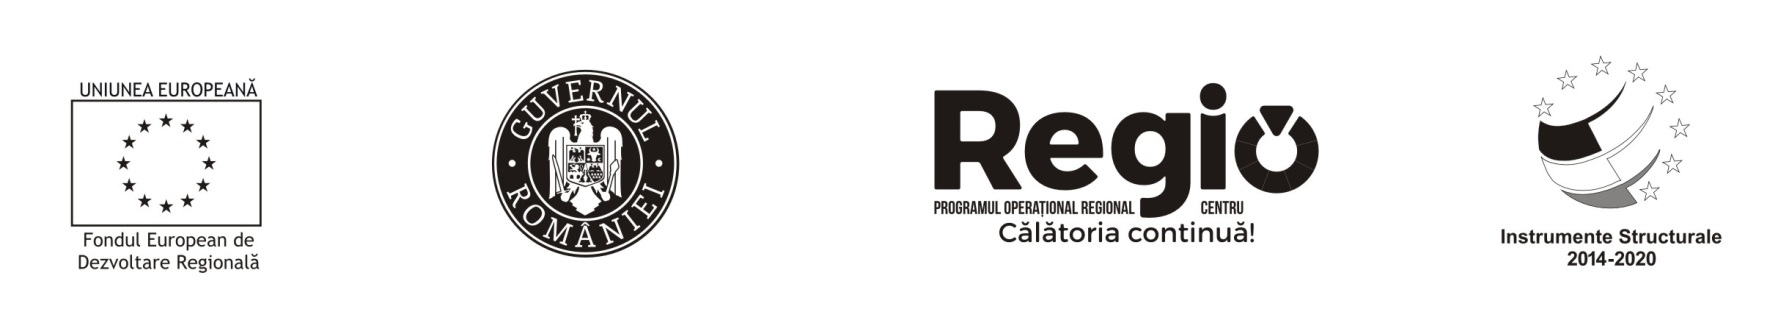 UNIUNEA EUROPEANĂ
Fondul European de
Dezvoltare Regională
GUVERNUL
ROMÂNIEI
Regio
PROGRAMUL OPERAȚIONAL REGIONAL CENTRU
Călătoria continuă!
Instrumente Structurale
2014-2020